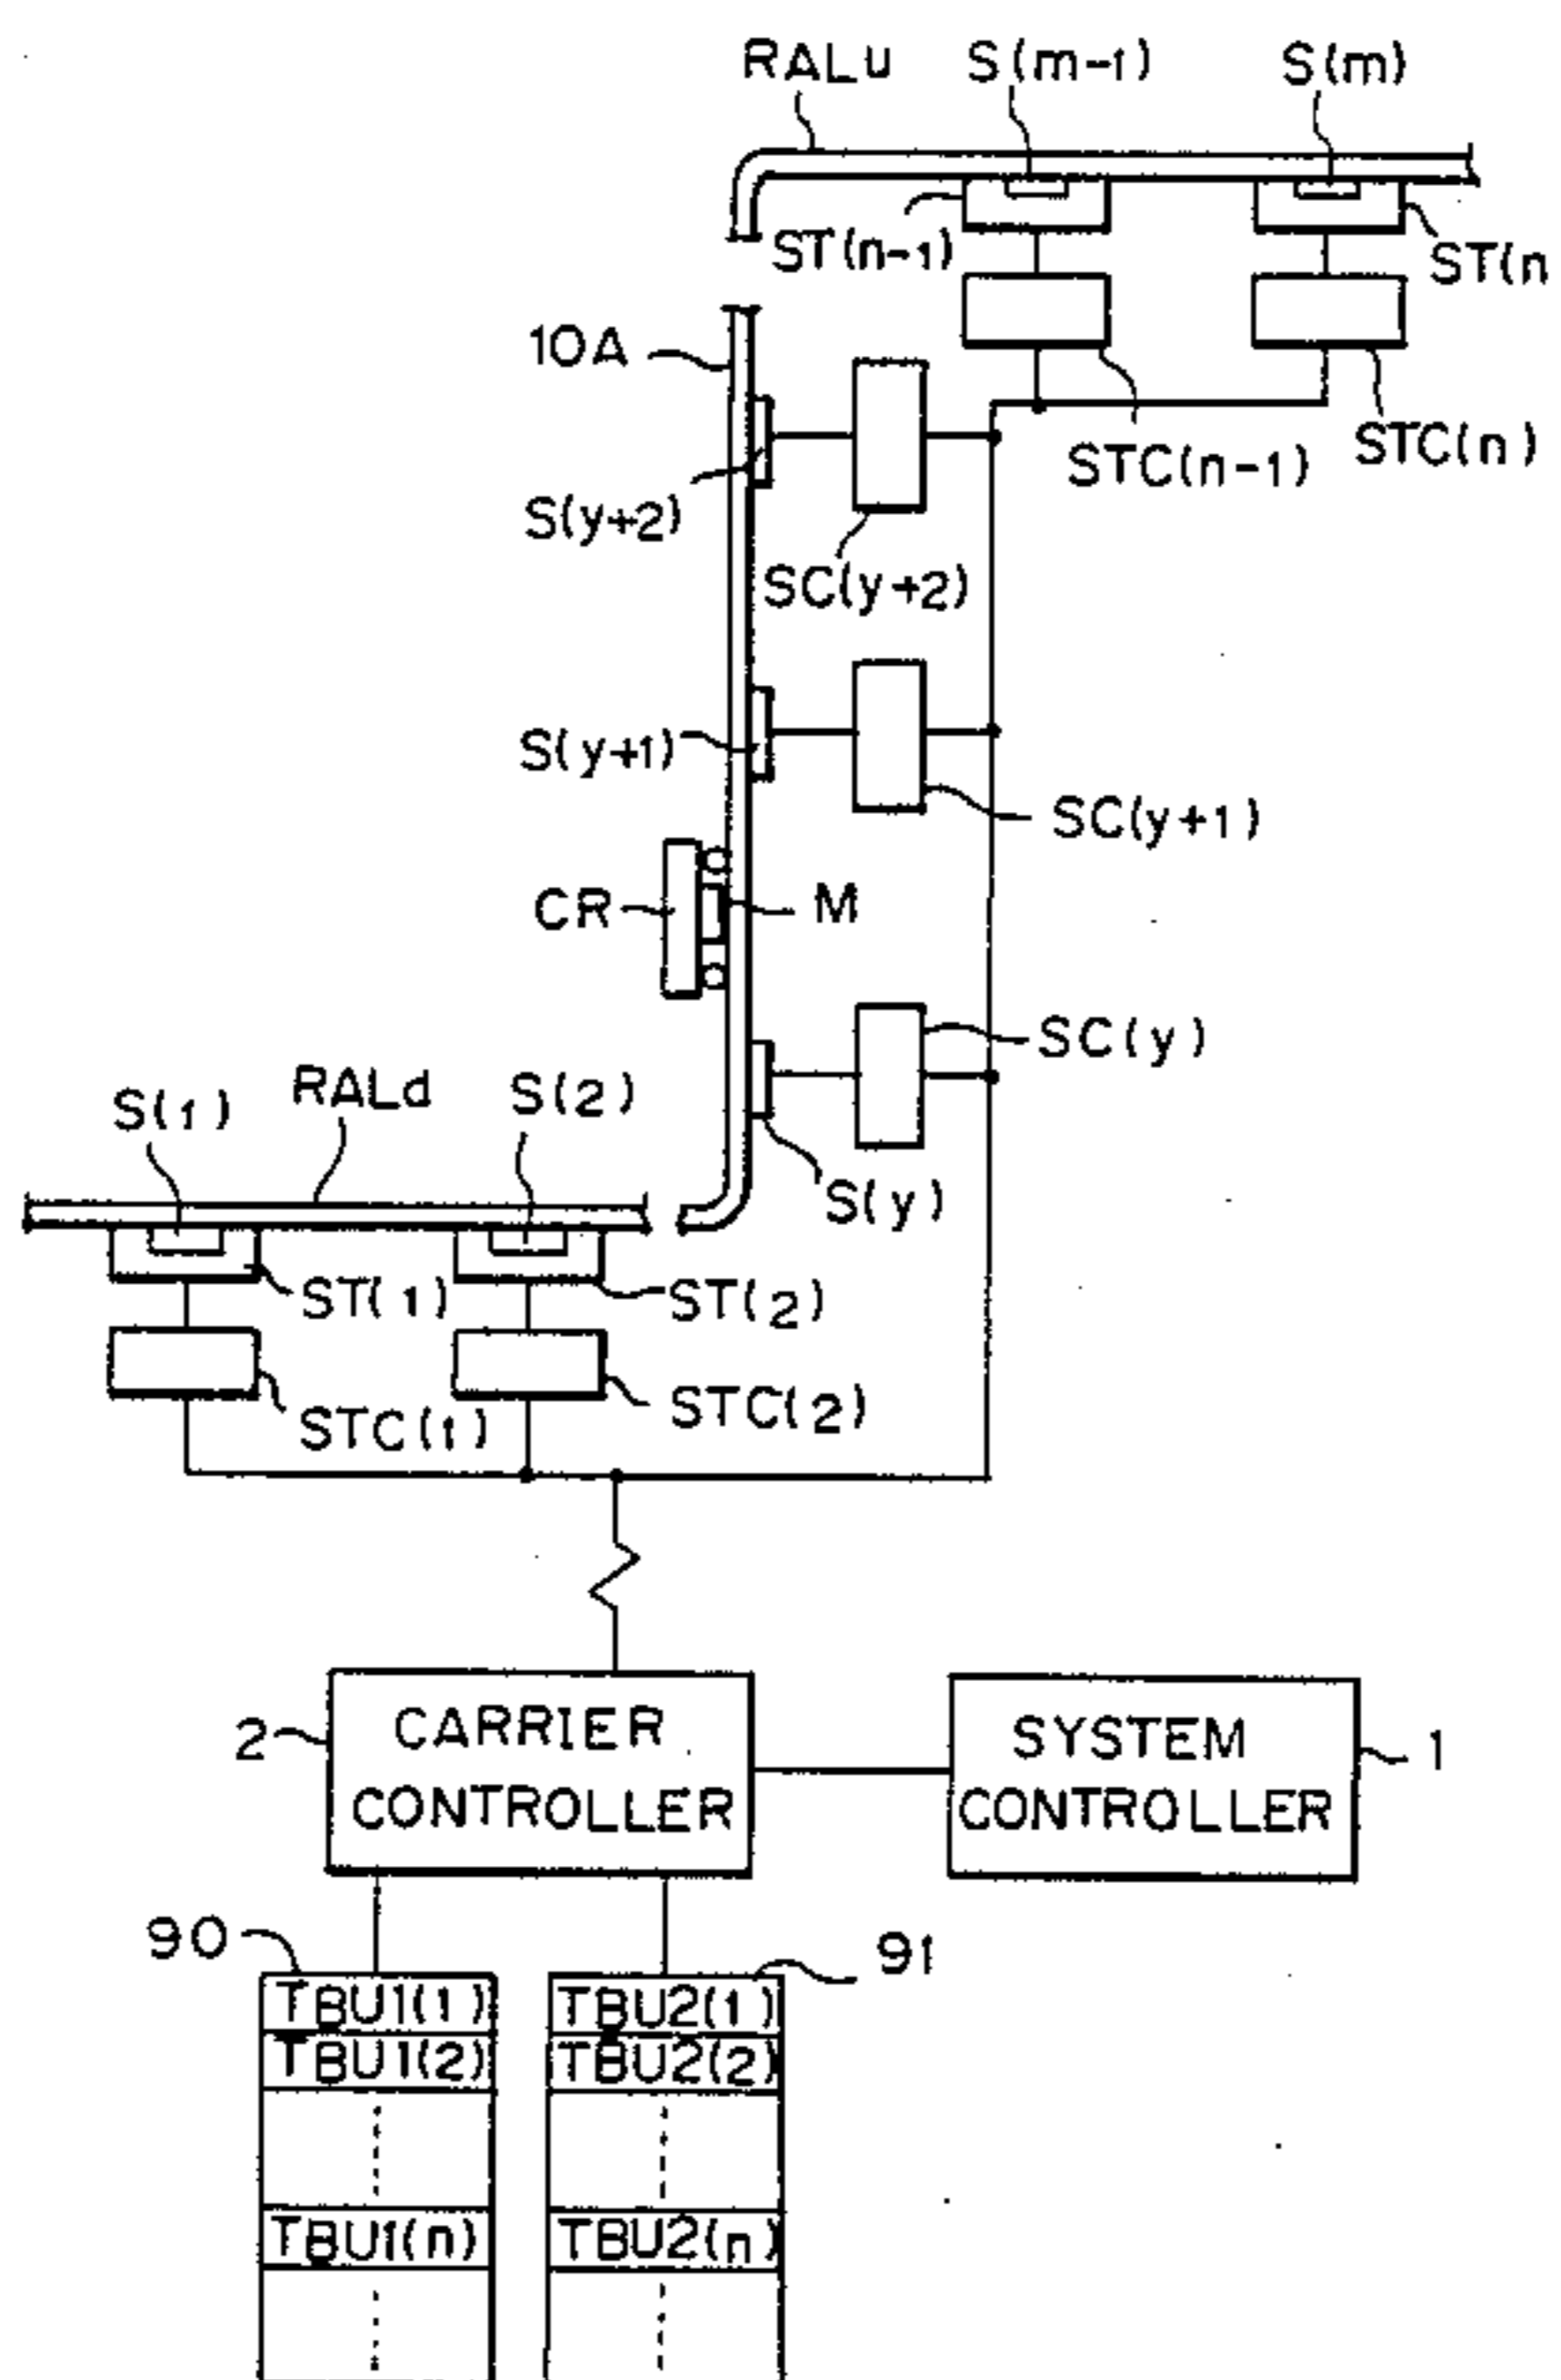 RALu S(m-1) S(m)
ST(n-1)
ST(n
10A
STC(n-1) STC(n)
S(y+2)
SC(y+2)
S(y+1)
SC(y+1)
CR M
SC(y)
S(1) RALd S(2)
S(y)
ST(1) ST(2)
STC(1) STC(2)
2 CARRIER CONTROLLER
SYSTEM CONTROLLER 1
90 91
TBU1(1) TBU2(1)
TBU1(2) TBU2(2)
TBU1(n) TBU2(n)